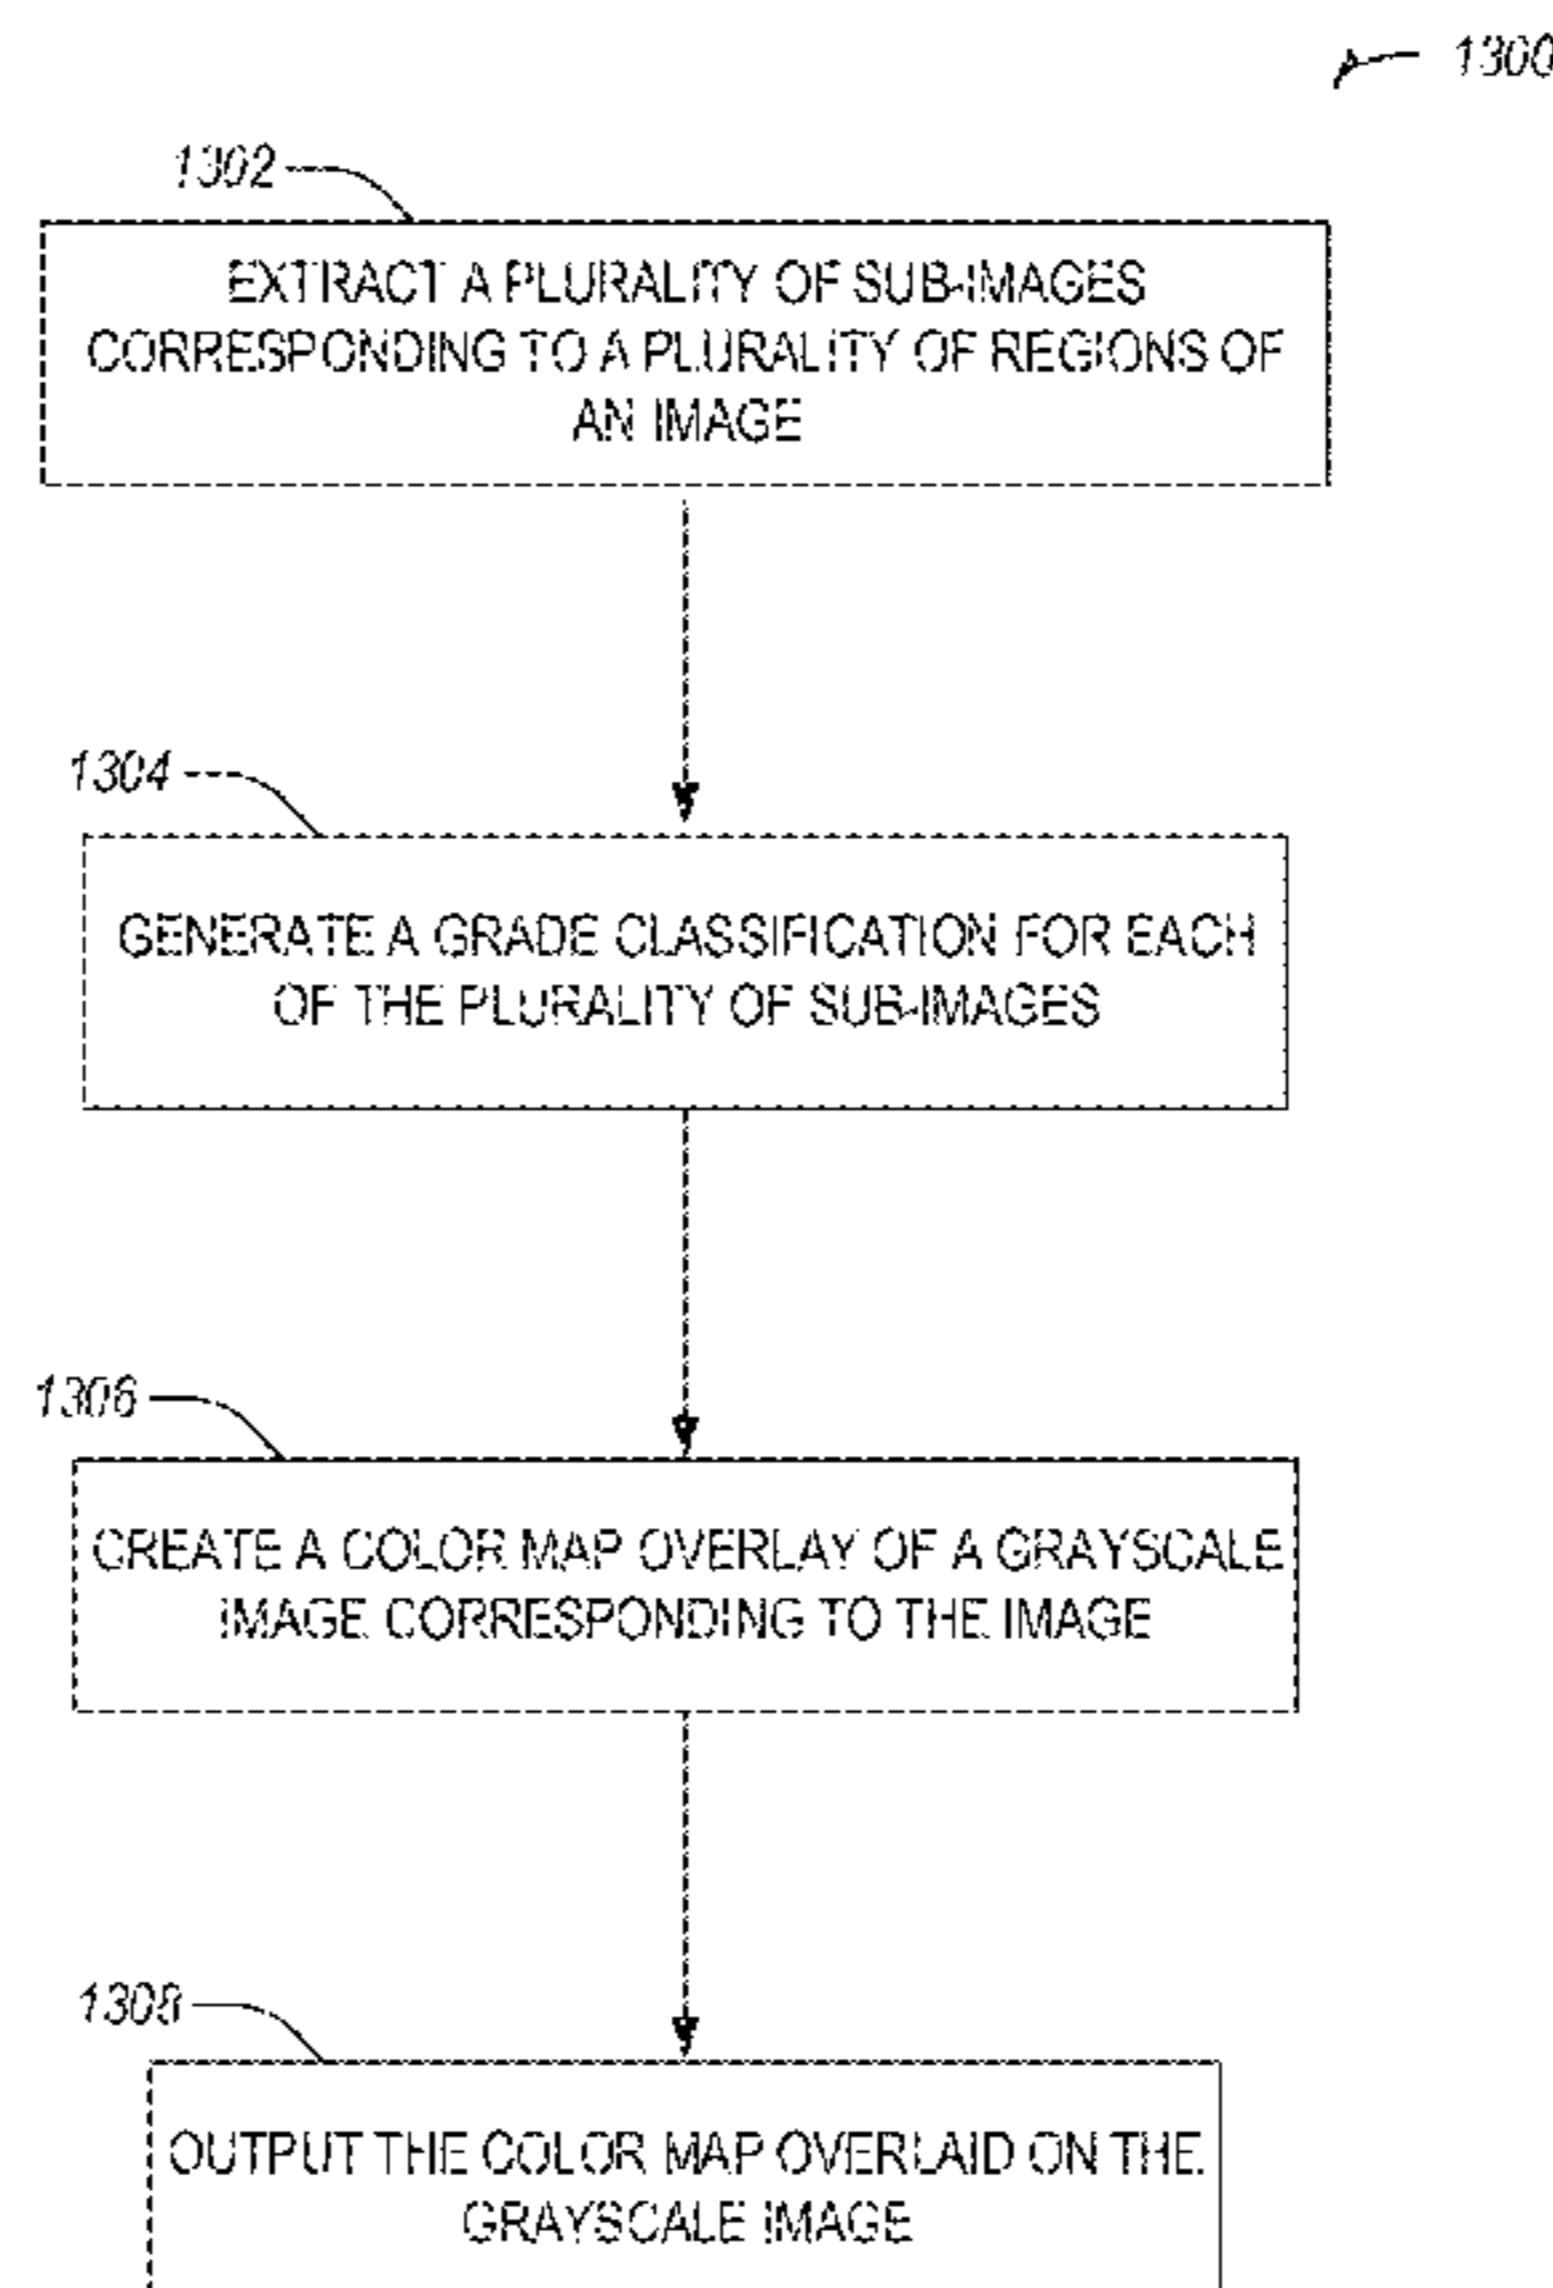 1300
1302
EXTRACT A PLURALITY OF SUB-IMAGES
CORRESPONDING TO A PLURALITY OF REGIONS OF
AN IMAGE
1304
GENERATE A GRADE CLASSIFICATION FOR EACH
OF THE PLURALITY OF SUB-IMAGES
1306
CREATE A COLOR MAP OVERLAY OF A GRAYSCALE
IMAGE CORRESPONDING TO THE IMAGE
1308
OUTPUT THE COLOR MAP OVERLAID ON THE
GRAYSCALE IMAGE